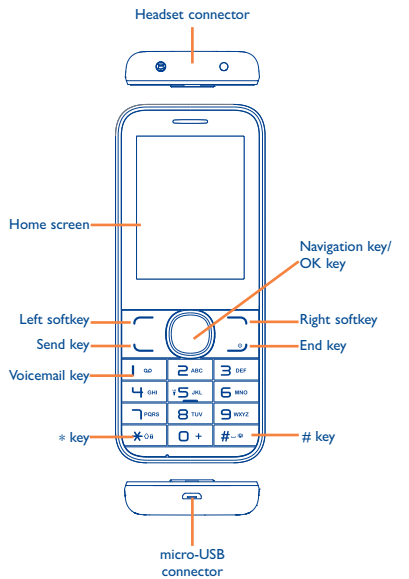 Headset connector
Home screen
Navigation key/
OK key
Left softkey
Right softkey
Send key
End key
Voicemail key
1
2 ABC
3 DEF
4 GHI
5 JKL
6 MNO
7 PQRS
8 TUV
9 WXYZ
* key
*
0 +
#
# key
micro-USB
connector